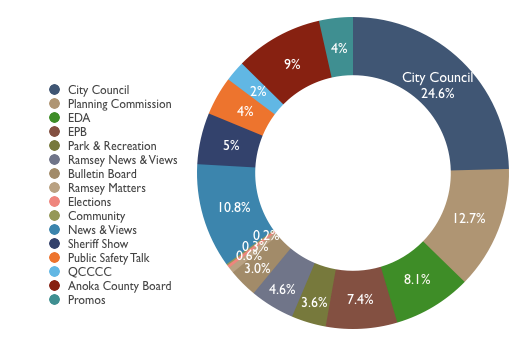 City Council
Planning Commission
EDA
EPB
Park & Recreation
Ramsey News & Views
Bulletin Board
Ramsey Matters
Elections
Community
News & Views
Sheriff Show
Public Safety Talk
QCCCC
Anoka County Board
Promos
City Council
24.6%
12.7%
8.1%
7.4%
3.6%
4.6%
3.0%
0.6%
0.3%
0.2%
10.8%
5%
4%
2%
9%
4%